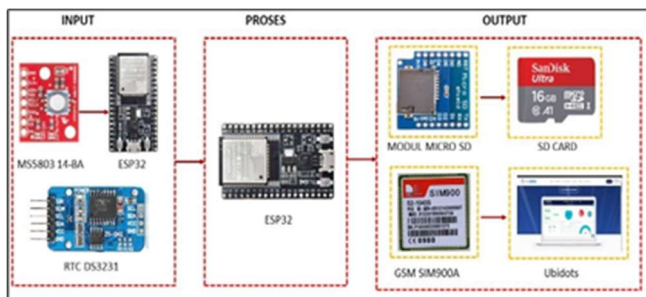 INPUT
PROSES
OUTPUT
MS5803 14-BA
ESP32
RTC DS3231
ESP32
MODUL MICRO SD
SanDisk
Ultra
16GB
A1
SD CARD
SIM900
GSM SIM900A
Ubidots